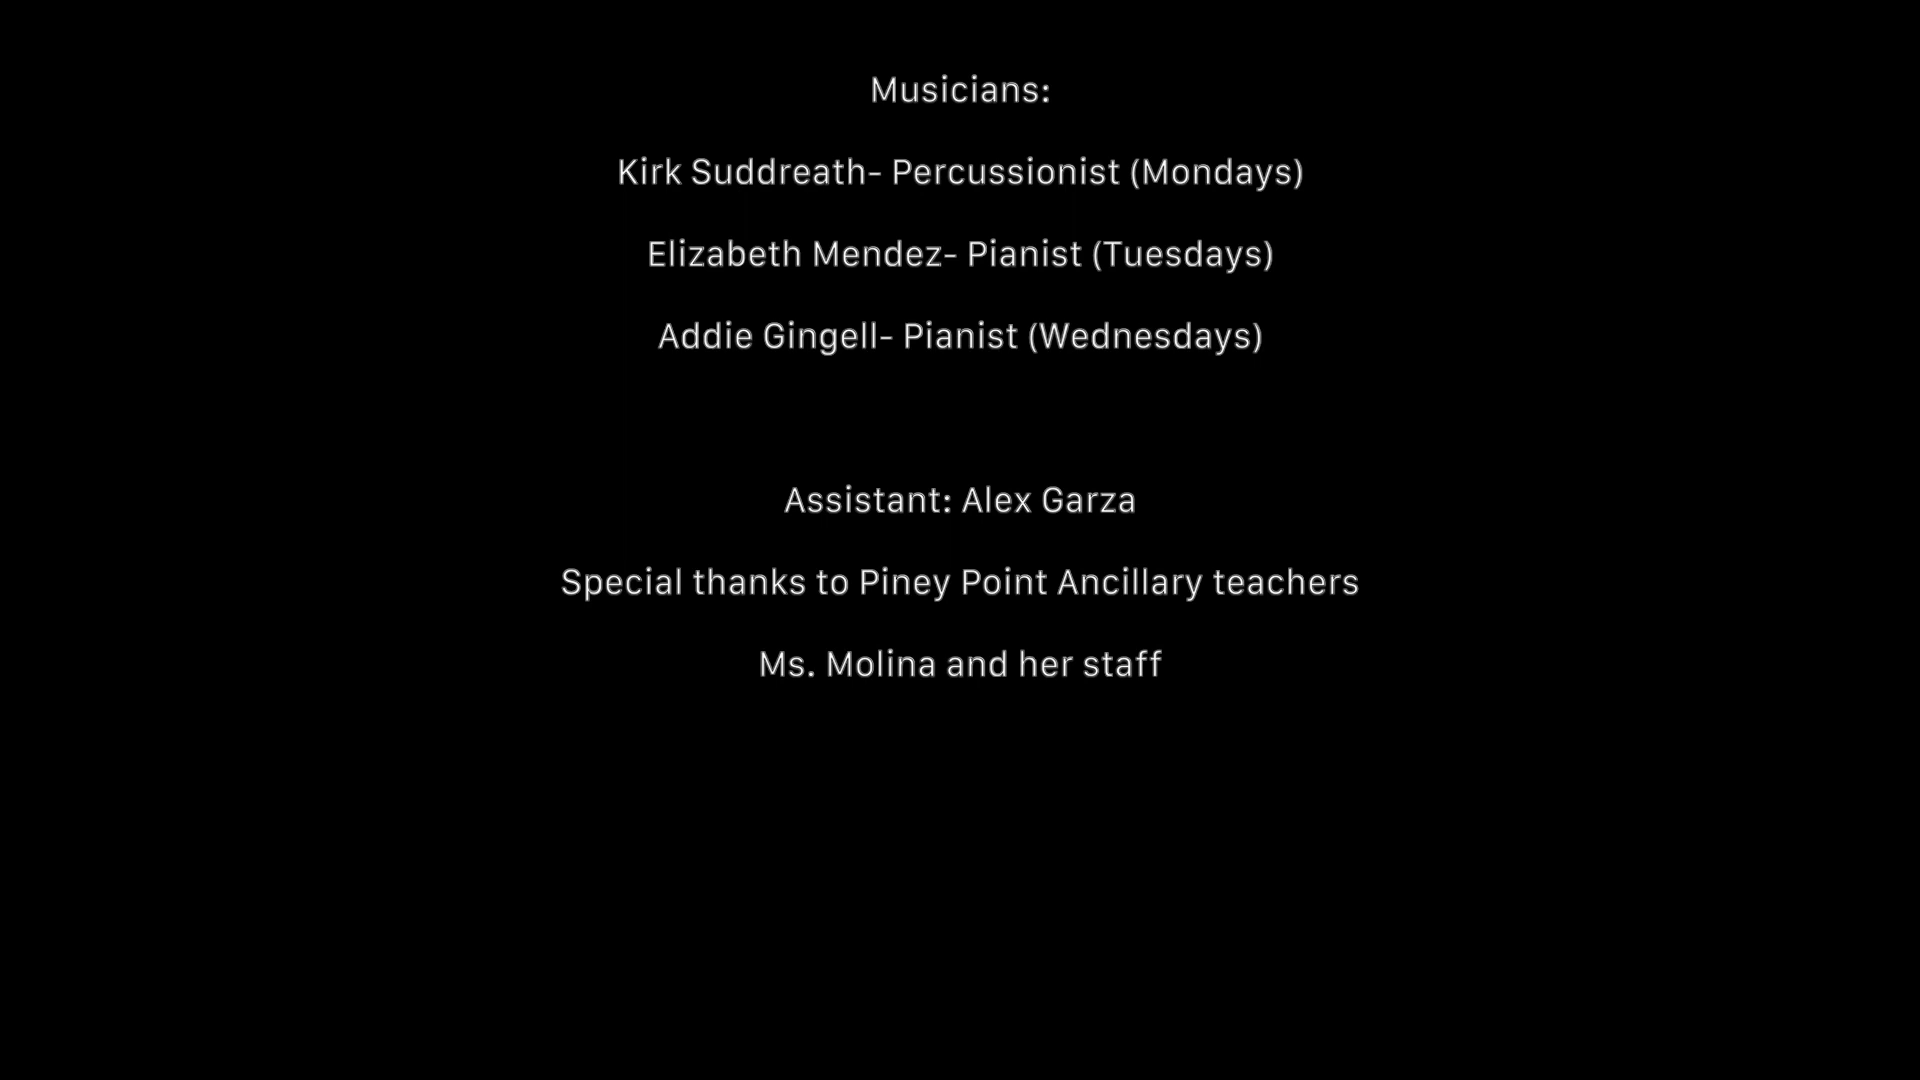 Musicians:
Kirk Suddreath- Percussionist (Mondays)
Elizabeth Mendez- Pianist (Tuesdays)
Addie Gingell- Pianist (Wednesdays)
Assistant: Alex Garza
Special thanks to Piney Point Ancillary teachers
Ms. Molina and her staff